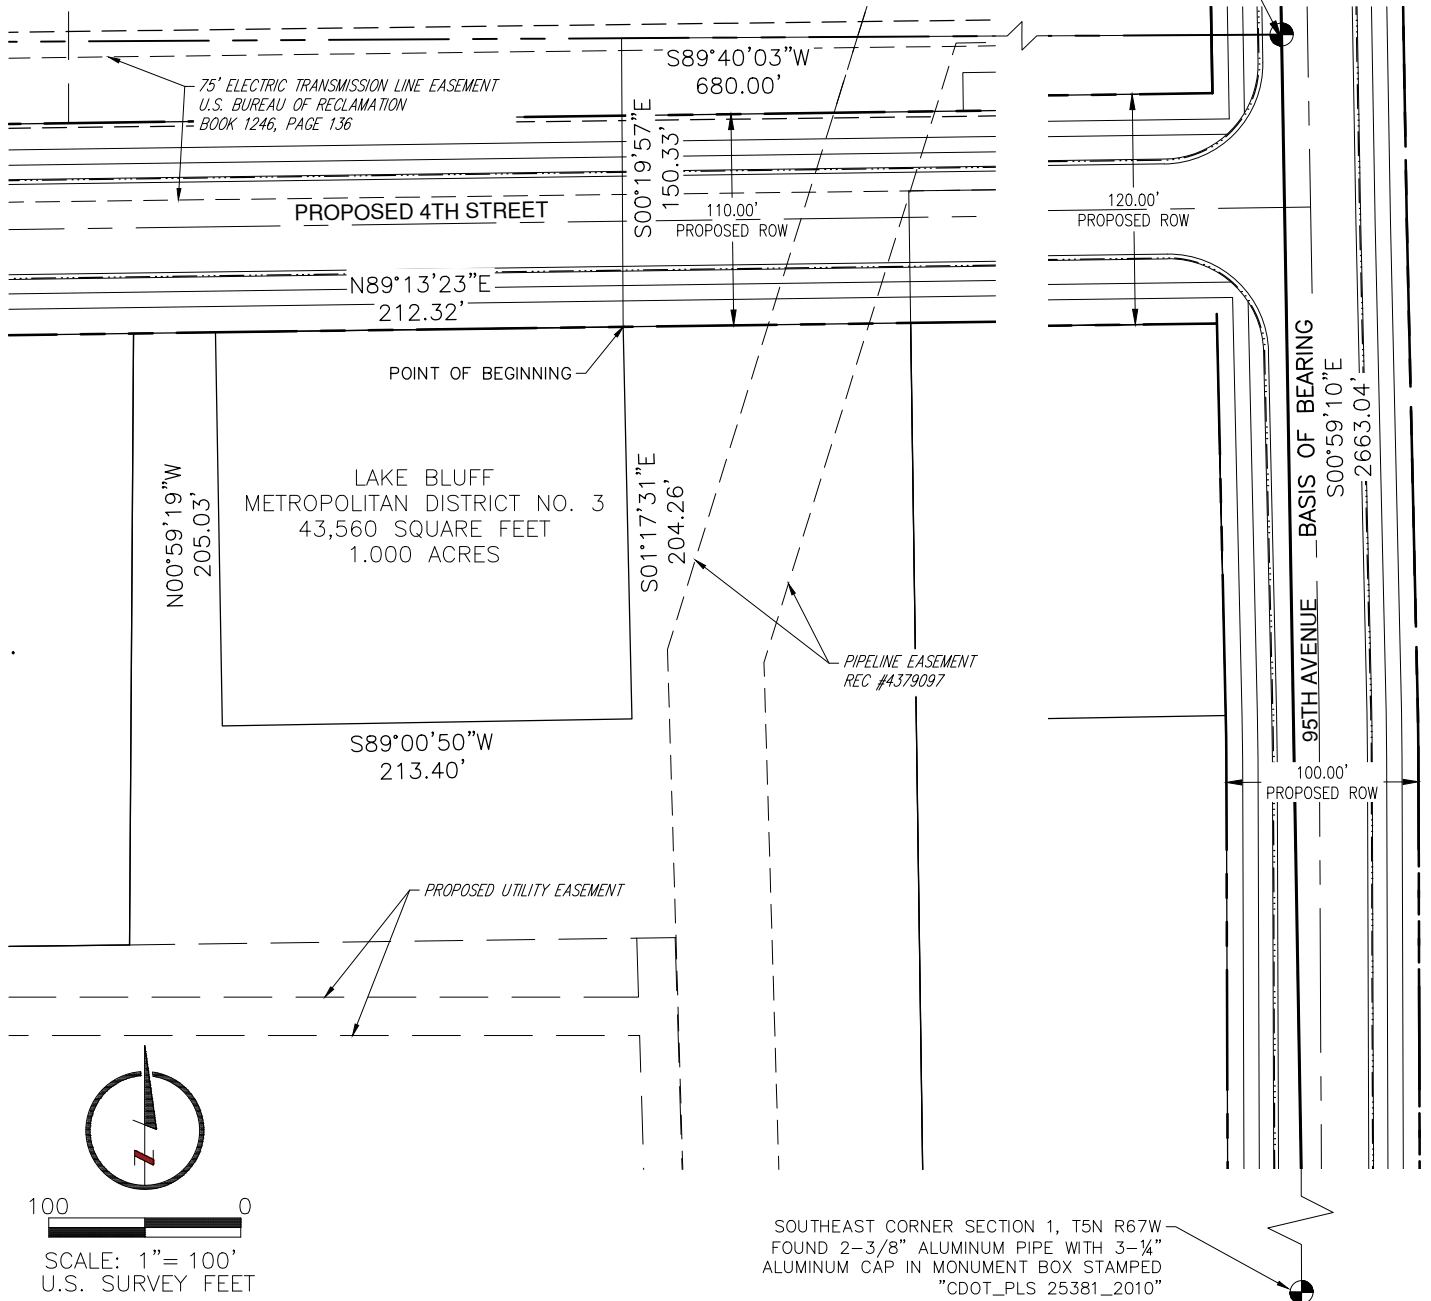 S89°40'03"W
680.00'
75' ELECTRIC TRANSMISSION LINE EASEMENT
U.S. BUREAU OF RECLAMATION
BOOK 1246, PAGE 136
S00°19'57"E
150.33'
PROPOSED 4TH STREET
110.00'
PROPOSED ROW
120.00'
PROPOSED ROW
N89°13'23"E
212.32'
POINT OF BEGINNING
LAKE BLUFF
METROPOLITAN DISTRICT NO. 3
43,560 SQUARE FEET
1.000 ACRES
N00°59'19"W
205.03'
S01°17'31"E
204.26'
95TH AVENUE BASIS OF BEARING
S00°59'10"E
2663.04'
PIPELINE EASEMENT
REC #4379097
S89°00'50"W
213.40'
100.00'
PROPOSED ROW
PROPOSED UTILITY EASEMENT
N
100 0
SCALE: 1"= 100'
U.S. SURVEY FEET
SOUTHEAST CORNER SECTION 1, T5N R67W
FOUND 2-3/8" ALUMINUM PIPE WITH 3-¼"
ALUMINUM CAP IN MONUMENT BOX STAMPED
"CDOT_PLS 25381_2010"